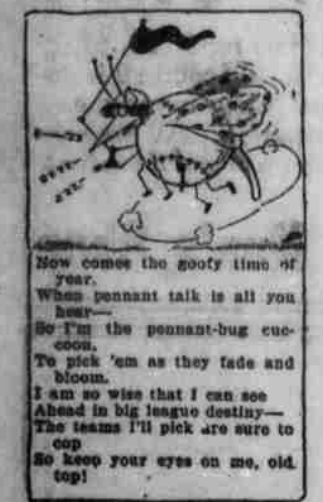 Now comes the goofy time of
year,
When pennant talk is all you
hear—
So I'm the pennant-bug cuc-
coon,
To pick 'em as they fade and
bloom.
I am so wise that I can see
Ahead in big league destiny—
The teams I'll pick are sure to
cop
So keep your eyes on me, old
top!